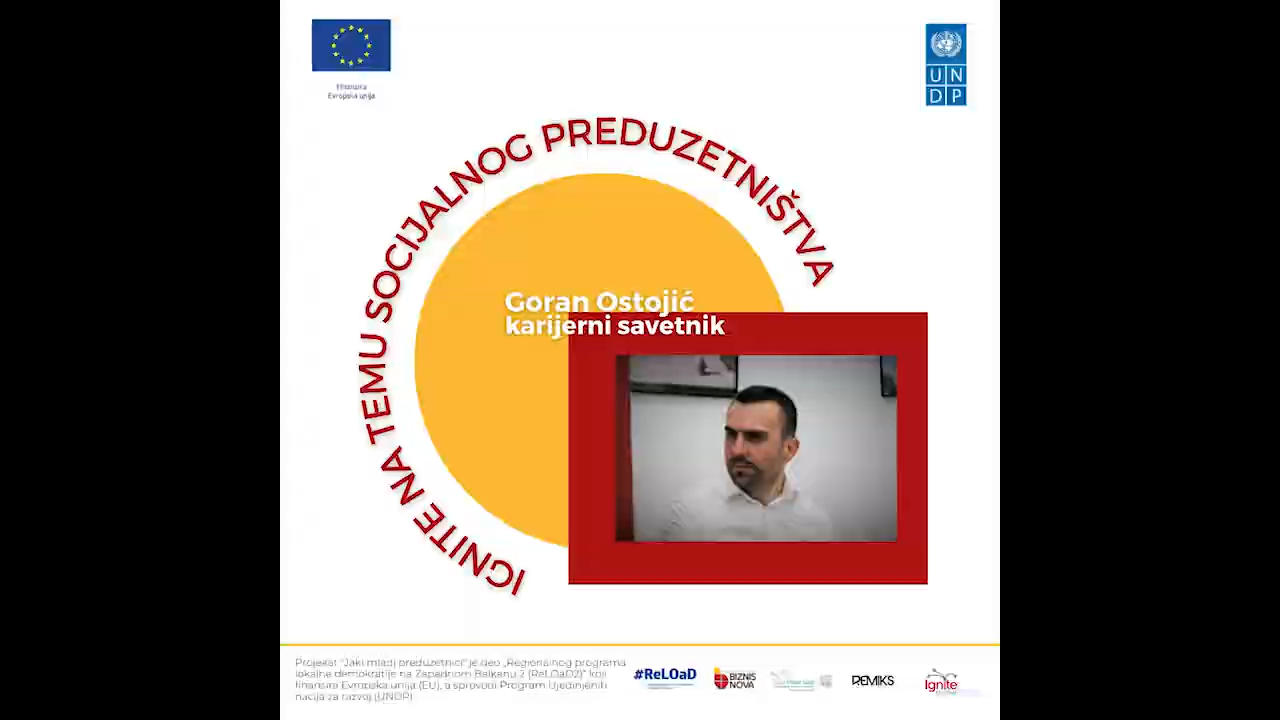 Finansira
Evropska unija
U N
D P
IGNITE NA TEMU SOCIJALNOG PREDUZETNIŠTVA
Goran Ostojić
karijerni savetnik
Projekat "Jaki mladi preduzetnici" je deo „Regionalnog programa
lokalne demokratije na Zapadnom Balkanu 2 (ReLOaD2)" koji
finansira Evropska unija (EU), a sprovodi Program Ujedinjenih
nacija za razvoj (UNDP)
#ReLOaD
BIZNIS
NOVA
REMIKS
Ignite